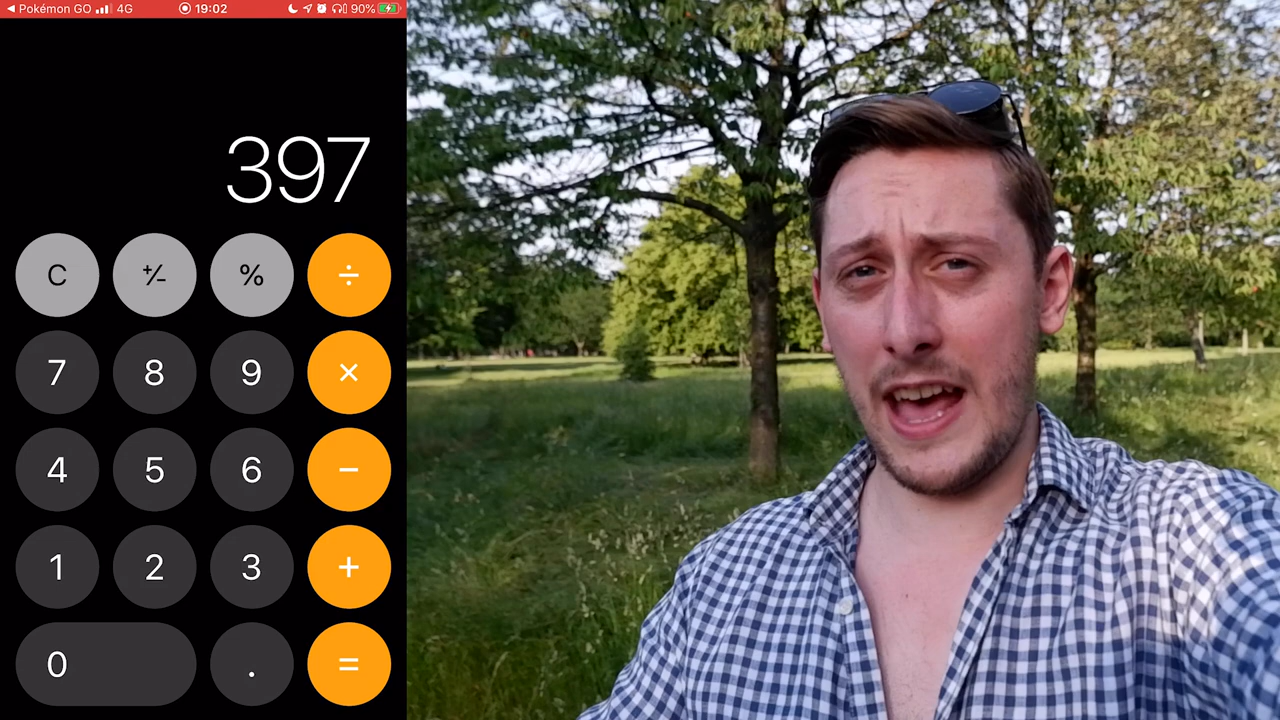 ◀ Pokémon GO 4G 19:02 90%
397
C +/- % ÷
7 8 9 ×
4 5 6 −
1 2 3 +
0 . =